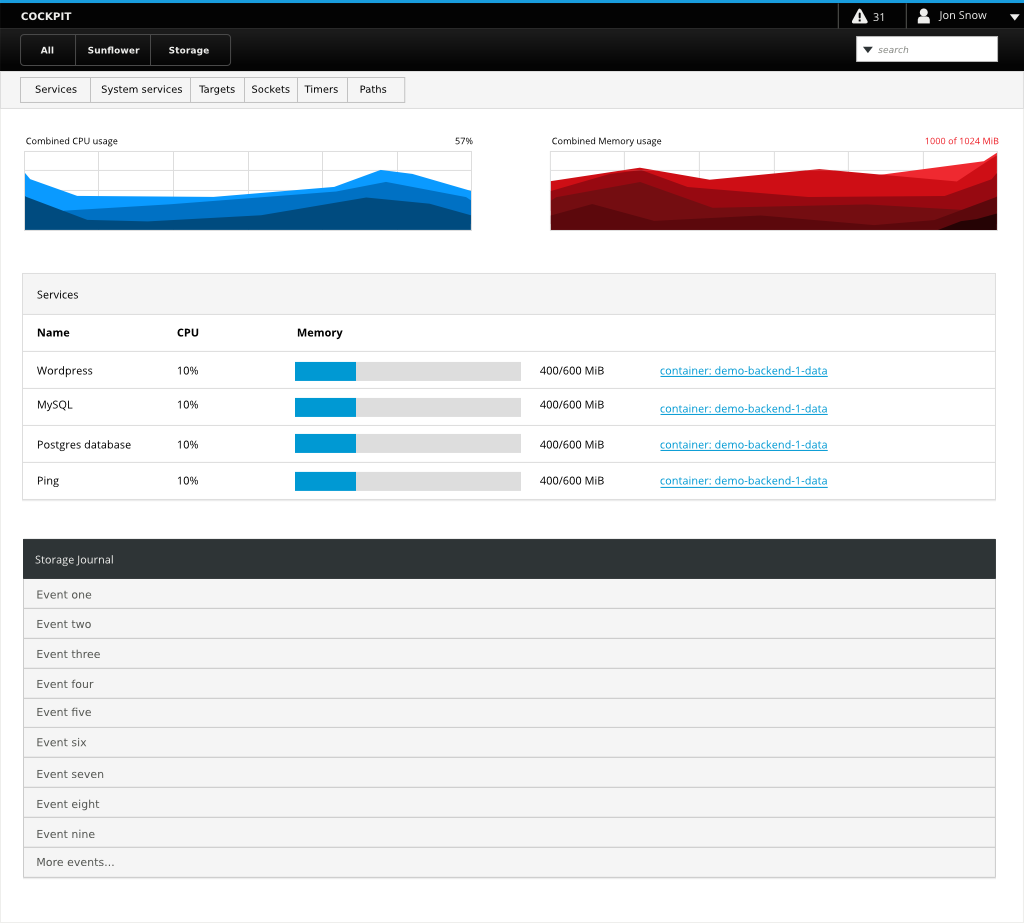 COCKPIT 31 Jon Snow
All Sunflower Storage search
Services System services Targets Sockets Timers Paths
Combined CPU usage 57% Combined Memory usage 1000 of 1024 MiB
Services
Name CPU Memory
Wordpress 10% 400/600 MiB container: demo-backend-1-data
MySQL 10% 400/600 MiB container: demo-backend-1-data
Postgres database 10% 400/600 MiB container: demo-backend-1-data
Ping 10% 400/600 MiB container: demo-backend-1-data
Storage Journal
Event one
Event two
Event three
Event four
Event five
Event six
Event seven
Event eight
Event nine
More events...